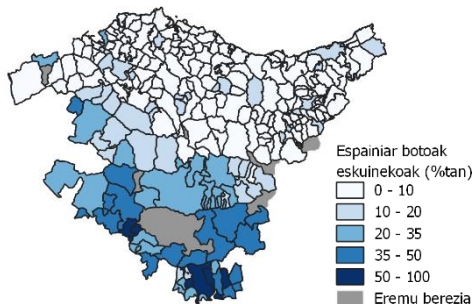 Espainiar botoak
eskuinekoak (%tan)
0 - 10
10 - 20
20 - 35
35 - 50
50 - 100
Eremu berezia